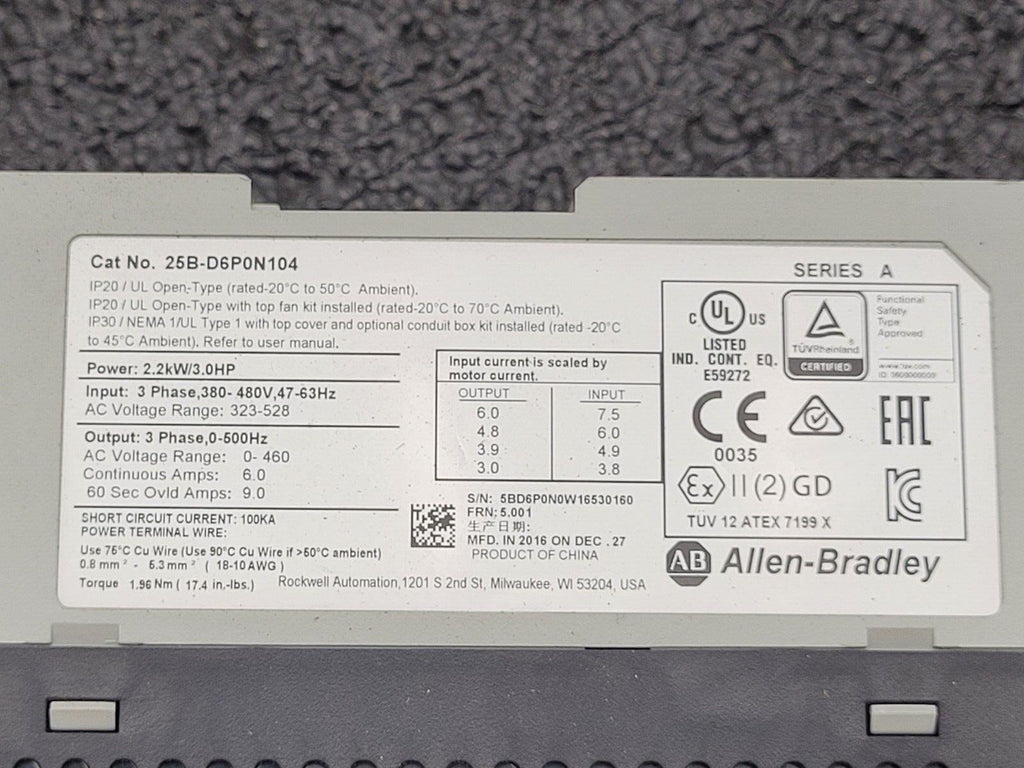 Cat No. 25B-D6P0N104
SERIES A
IP20 / UL Open-Type (rated-20°C to 50°C Ambient).
IP20 / UL Open-Type with top fan kit installed (rated-20°C to 70°C Ambient).
IP30 / NEMA 1/UL Type 1 with top cover and optional conduit box kit installed (rated -20°C
to 45°C Ambient). Refer to user manual.
Power: 2.2kW/3.0HP
Input: 3 Phase,380- 480V,47-63Hz
AC Voltage Range: 323-528
Output: 3 Phase,0-500Hz
AC Voltage Range: 0- 460
Continuous Amps: 6.0
60 Sec Ovld Amps: 9.0
SHORT CIRCUIT CURRENT: 100KA
POWER TERMINAL WIRE:
Use 75°C Cu Wire (Use 90°C Cu Wire if >50°C ambient)
0.8 mm² - 5.3 mm² ( 18-10 AWG )
Torque 1.96 Nm ( 17.4 in.-lbs.)
Input current is scaled by
motor current.
OUTPUT INPUT
6.0 7.5
4.8 6.0
3.9 4.9
3.0 3.8
S/N: 5BD6P0N0W16530160
FRN: 5.001
生产日期:
MFD. IN 2016 ON DEC . 27
PRODUCT OF CHINA
Rockwell Automation,1201 S 2nd St, Milwaukee, WI 53204, USA
C UL US
LISTED
IND. CONT. EQ.
E59272
TÜVRheinland
CERTIFIED
Functional
Safety
Type
Approved
www.tuv.com
CE
0035
EAC
Ex II (2) GD
TUV 12 ATEX 7199 X
AB Allen-Bradley